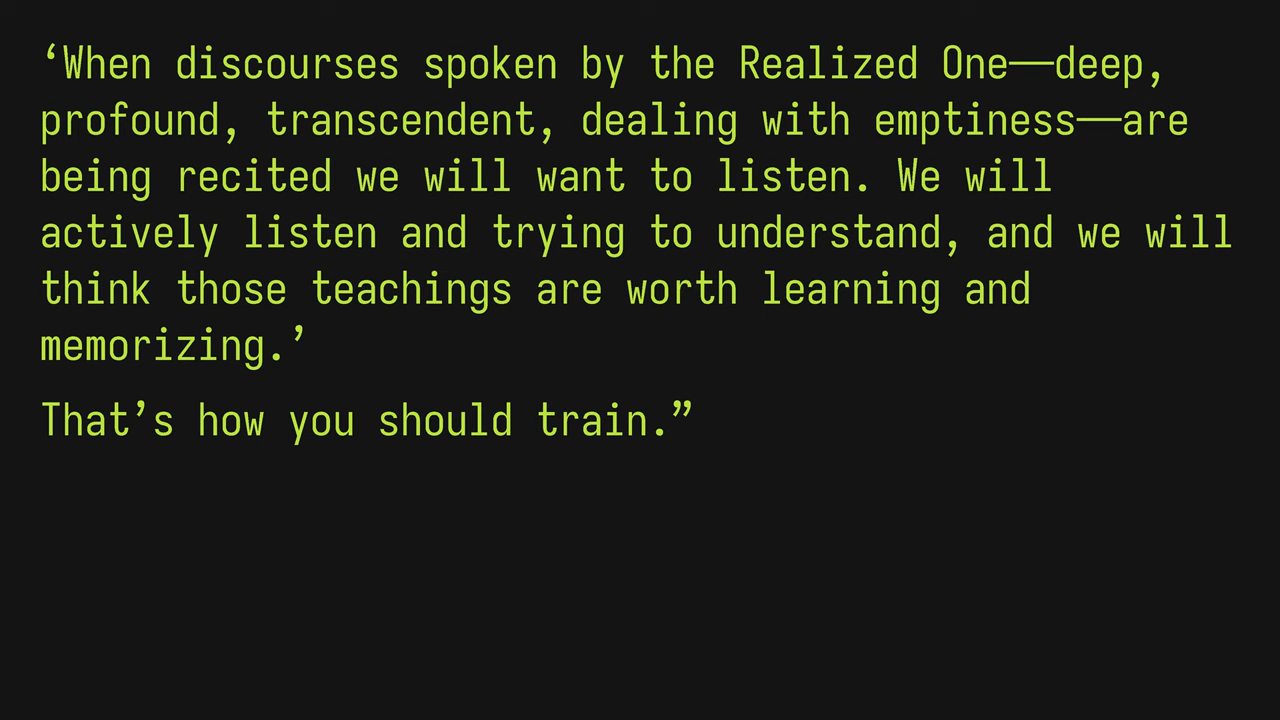 ‘When discourses spoken by the Realized One—deep,
profound, transcendent, dealing with emptiness—are
being recited we will want to listen. We will
actively listen and trying to understand, and we will
think those teachings are worth learning and
memorizing.’
That’s how you should train.”